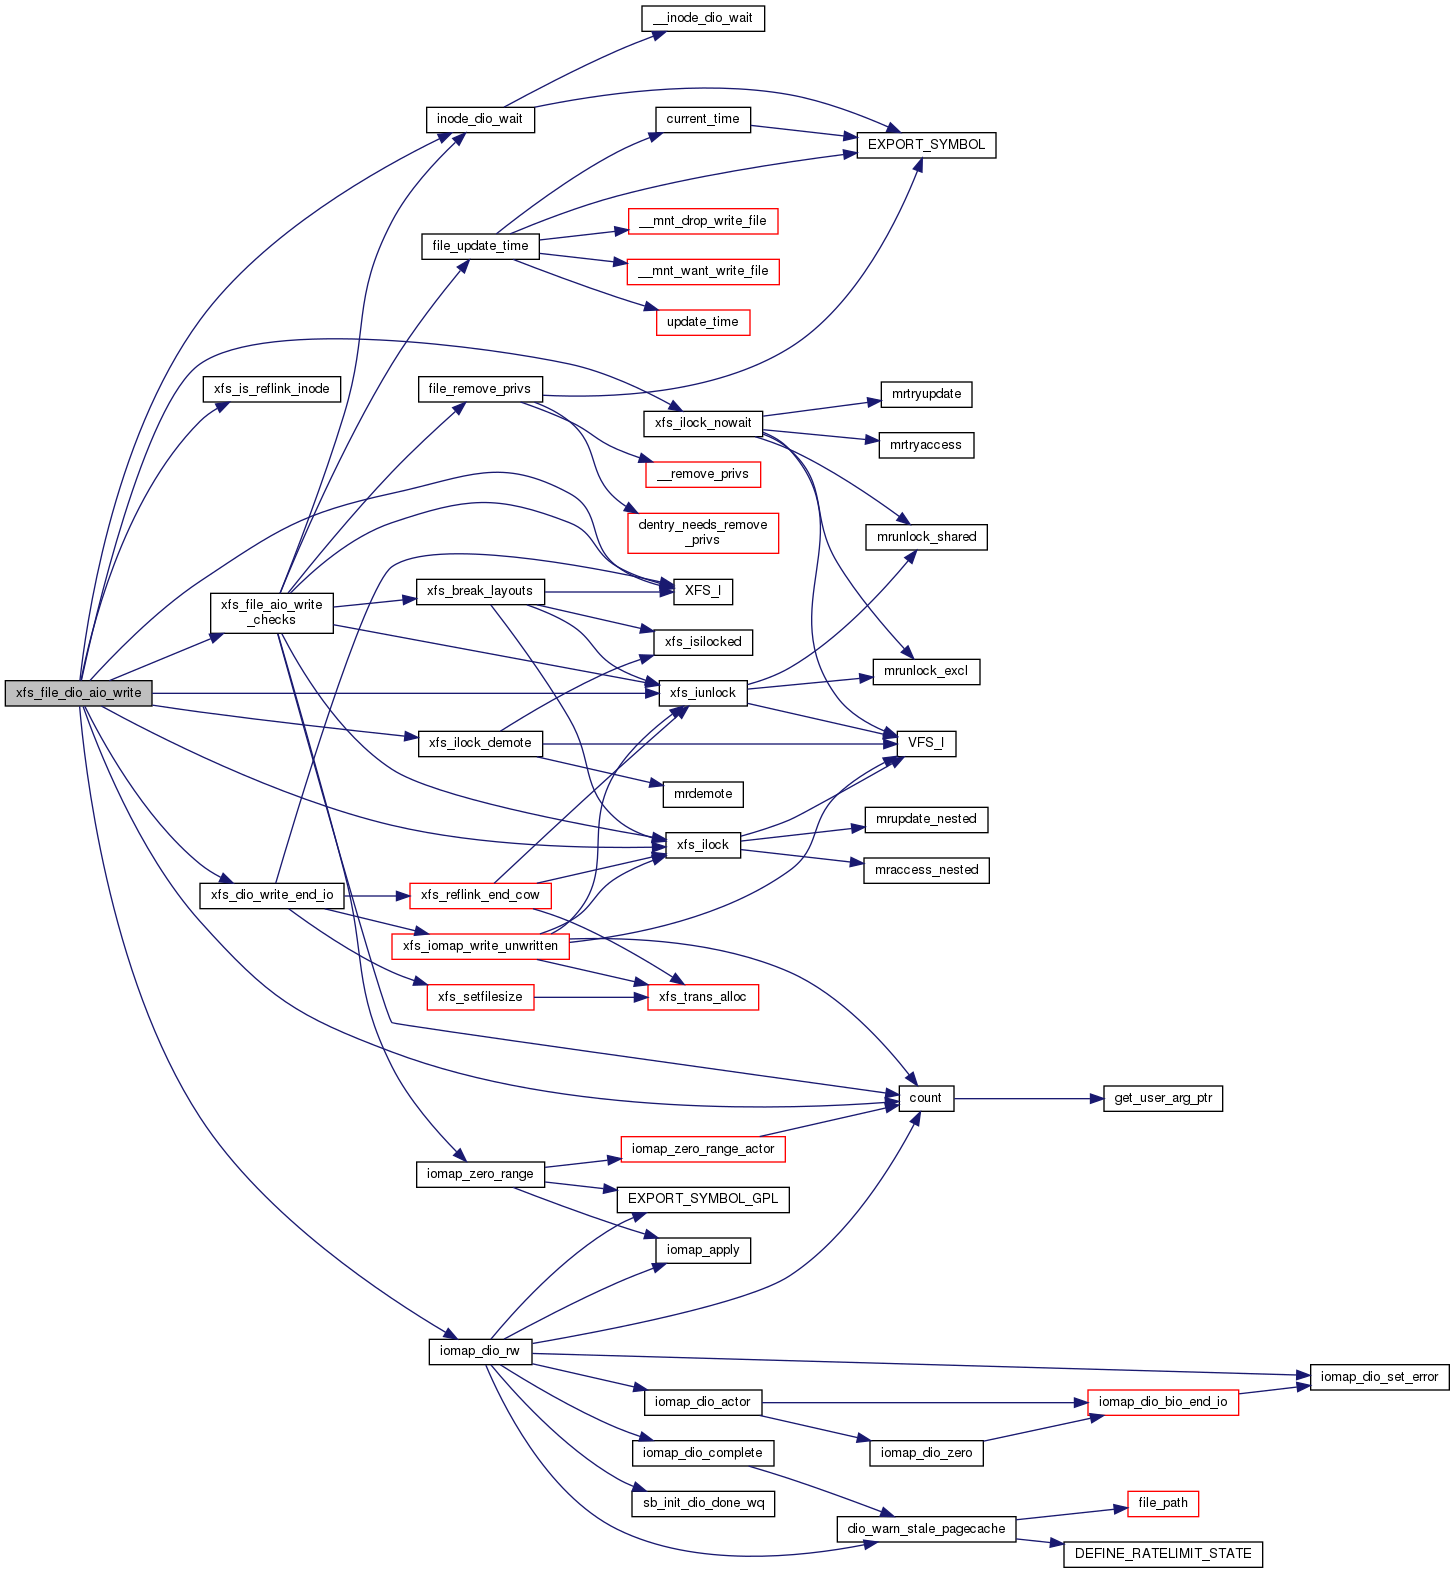 __inode_dio_wait
inode_dio_wait
current_time
EXPORT_SYMBOL
__mnt_drop_write_file
file_update_time
__mnt_want_write_file
update_time
xfs_is_reflink_inode
file_remove_privs
mrtryupdate
xfs_ilock_nowait
mrtryaccess
__remove_privs
dentry_needs_remove
_privs
mrunlock_shared
xfs_break_layouts
XFS_I
xfs_file_aio_write
_checks
xfs_isilocked
mrunlock_excl
xfs_file_dio_aio_write
xfs_iunlock
xfs_ilock_demote
VFS_I
mrdemote
mrupdate_nested
xfs_ilock
mraccess_nested
xfs_dio_write_end_io
xfs_reflink_end_cow
xfs_iomap_write_unwritten
xfs_setfilesize
xfs_trans_alloc
count
get_user_arg_ptr
iomap_zero_range_actor
iomap_zero_range
EXPORT_SYMBOL_GPL
iomap_apply
iomap_dio_rw
iomap_dio_set_error
iomap_dio_actor
iomap_dio_bio_end_io
iomap_dio_complete
iomap_dio_zero
sb_init_dio_done_wq
file_path
dio_warn_stale_pagecache
DEFINE_RATELIMIT_STATE